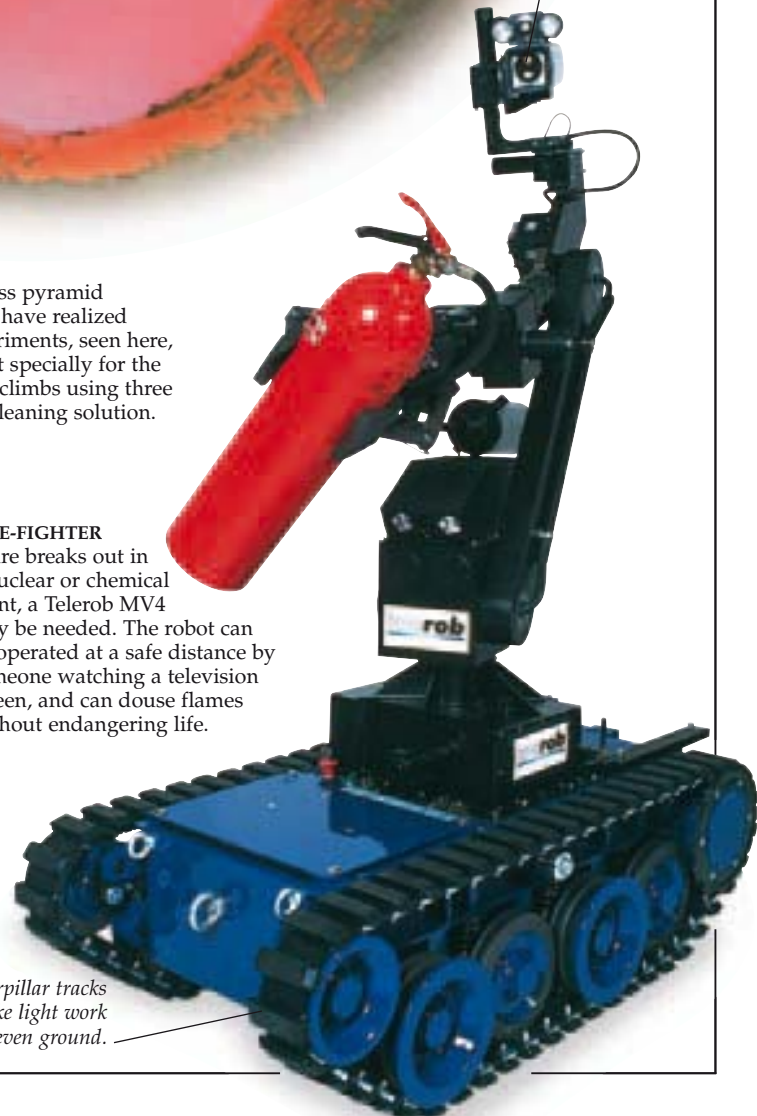 ss pyramid
have realized
riments, seen here,
t specially for the
climbs using three
leaning solution.
E-FIGHTER
ire breaks out in
uclear or chemical
nt, a Telerob MV4
y be needed. The robot can
operated at a safe distance by
meone watching a television
een, and can douse flames
hout endangering life.
rob
rob
rpillar tracks
ke light work
even ground.